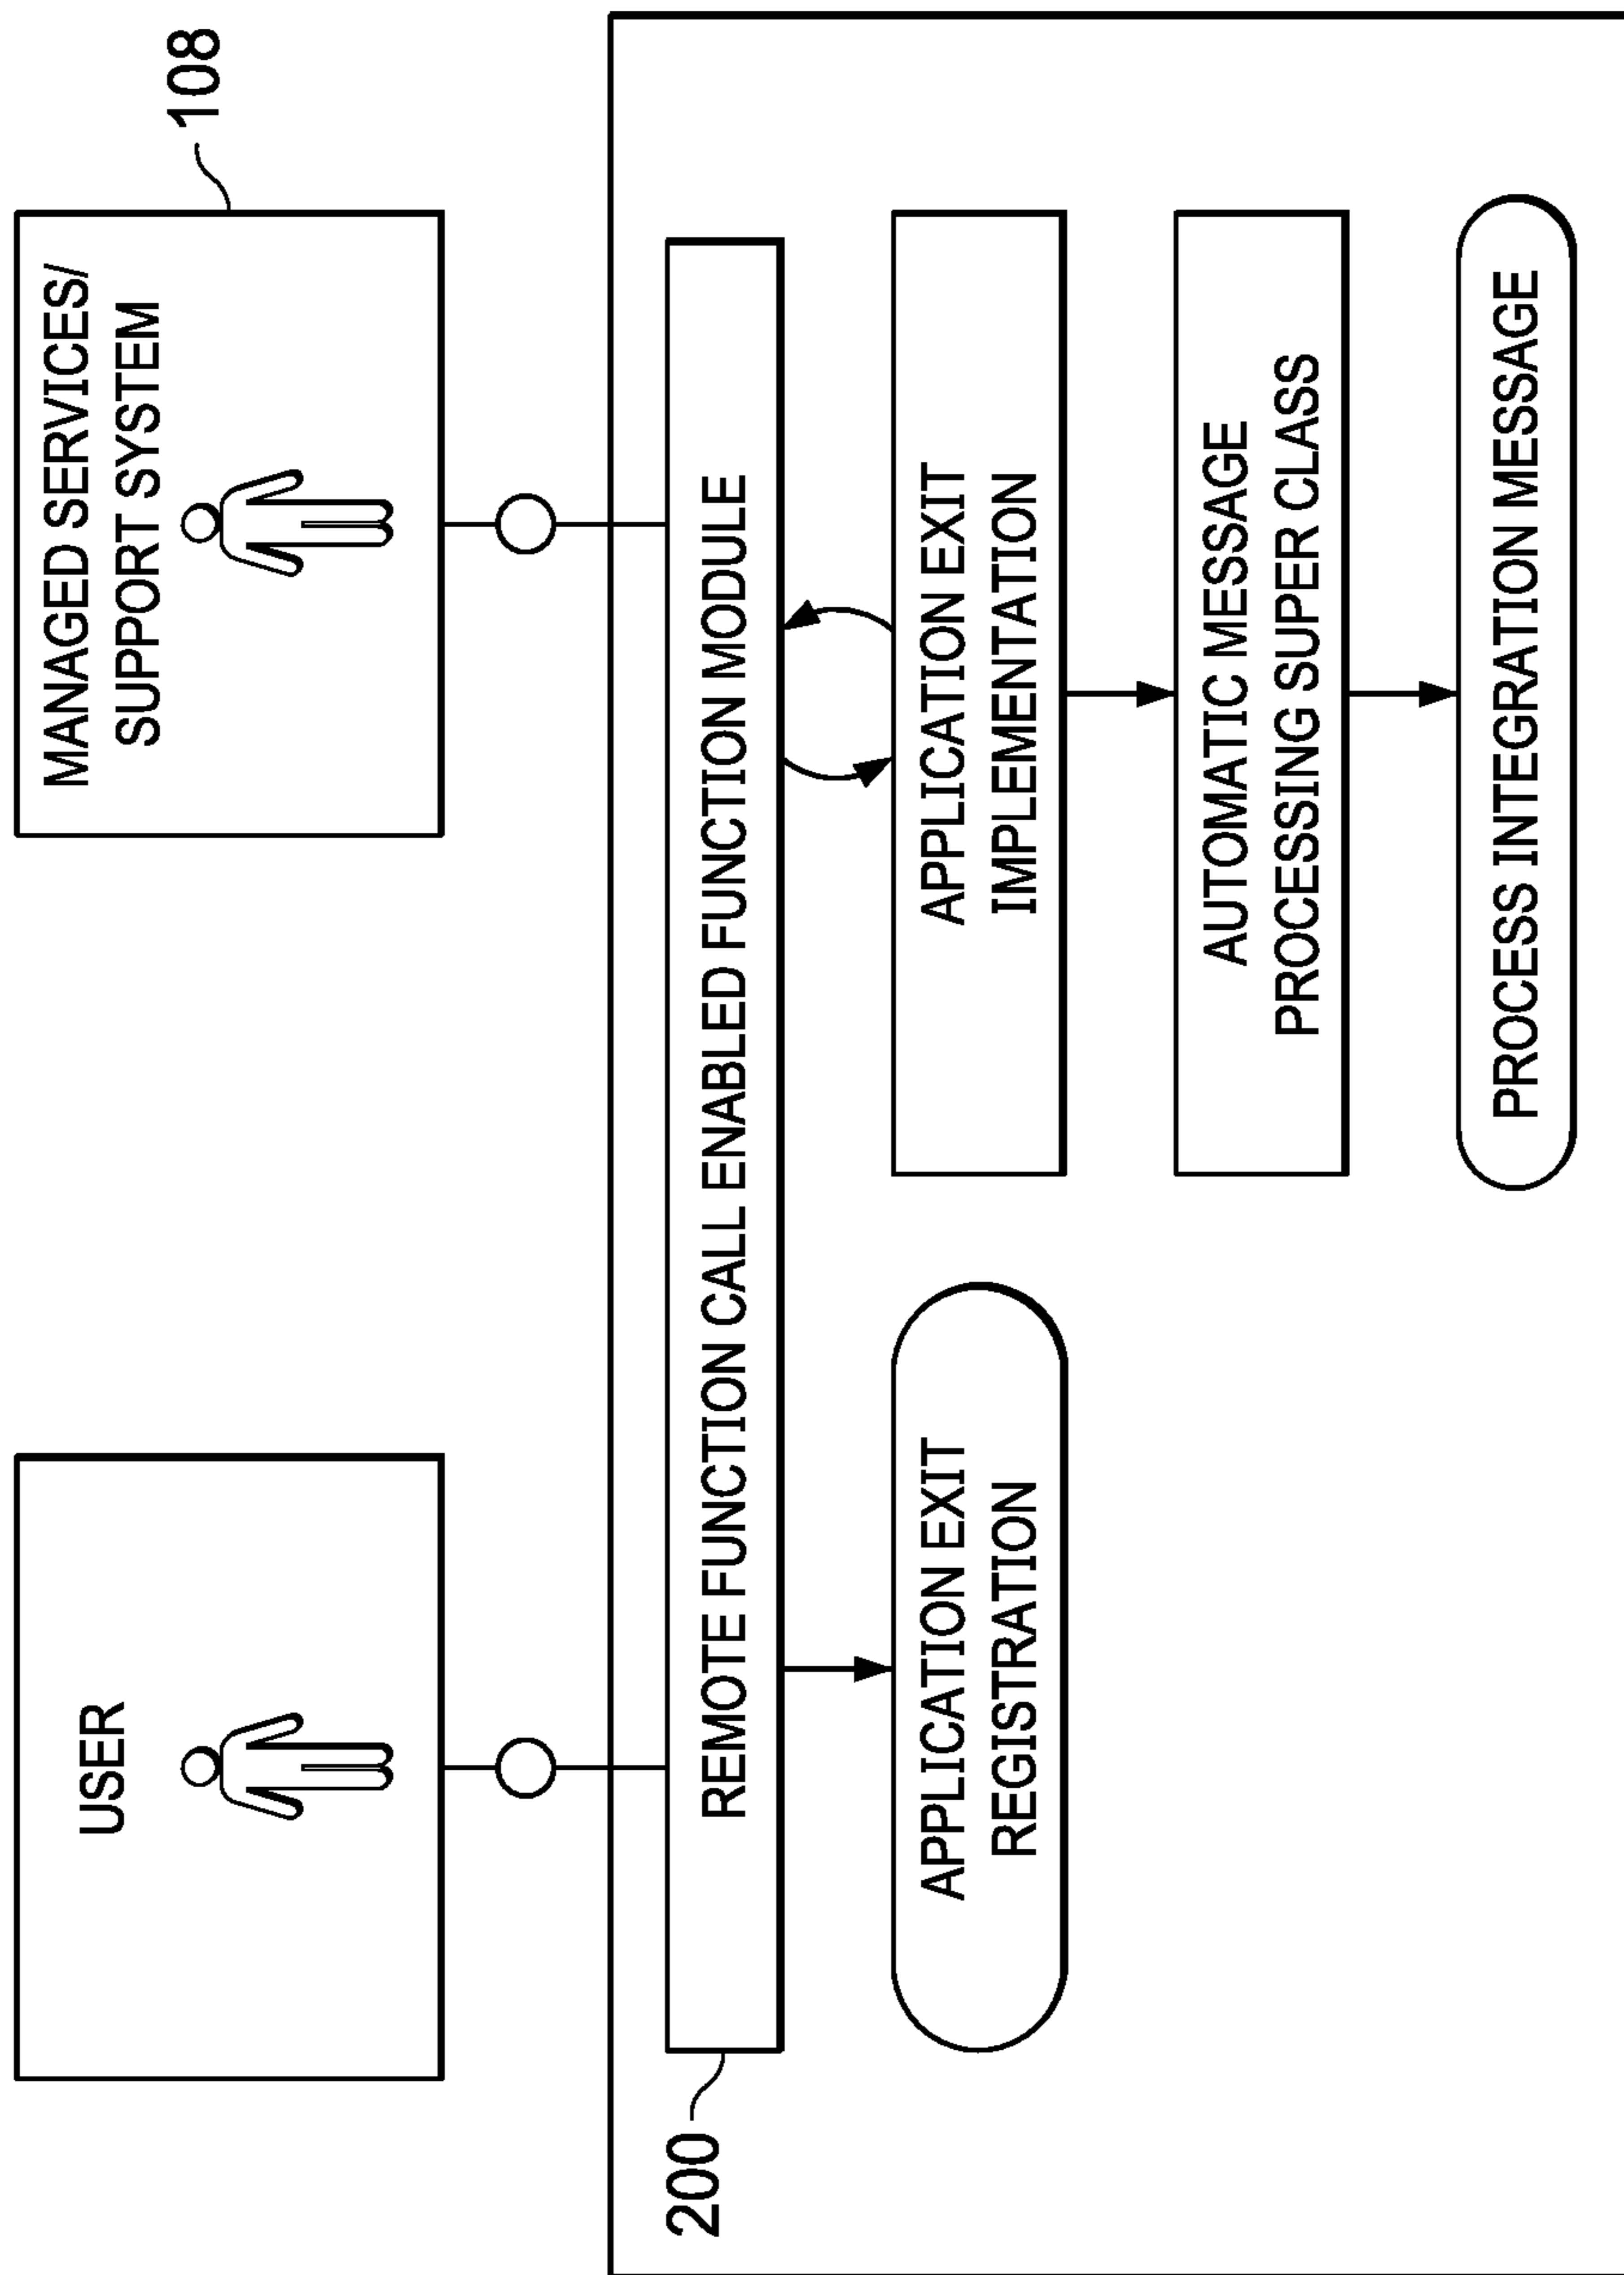 USER
MANAGED SERVICES/
SUPPORT SYSTEM
108
200
REMOTE FUNCTION CALL ENABLED FUNCTION MODULE
APPLICATION EXIT
REGISTRATION
APPLICATION EXIT
IMPLEMENTATION
AUTOMATIC MESSAGE
PROCESSING SUPER CLASS
PROCESS INTEGRATION MESSAGE